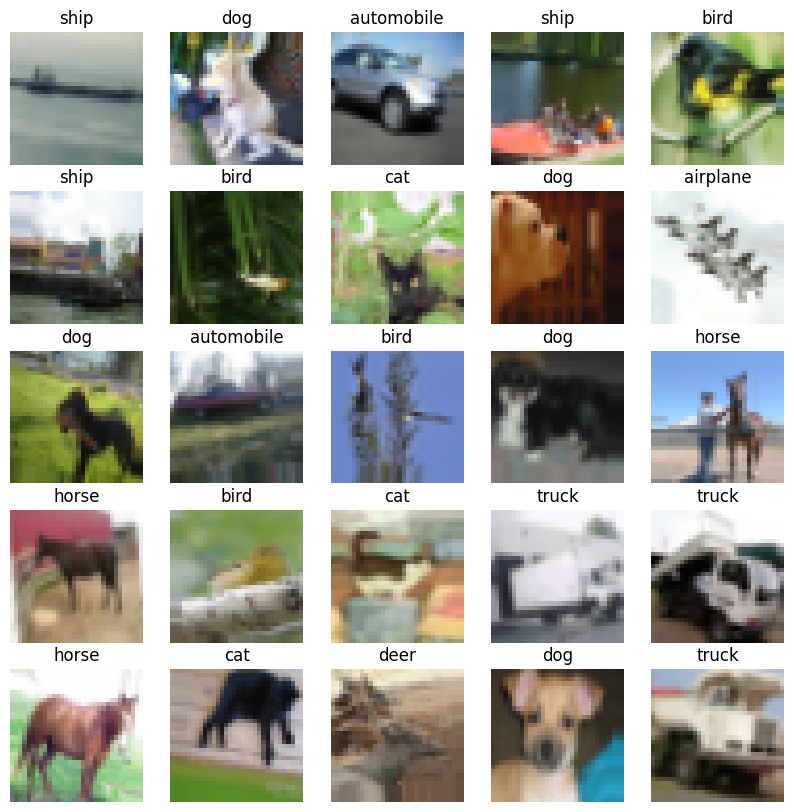 ship dog automobile ship bird
ship bird cat dog airplane
dog automobile bird dog horse
horse bird cat truck truck
horse cat deer dog truck